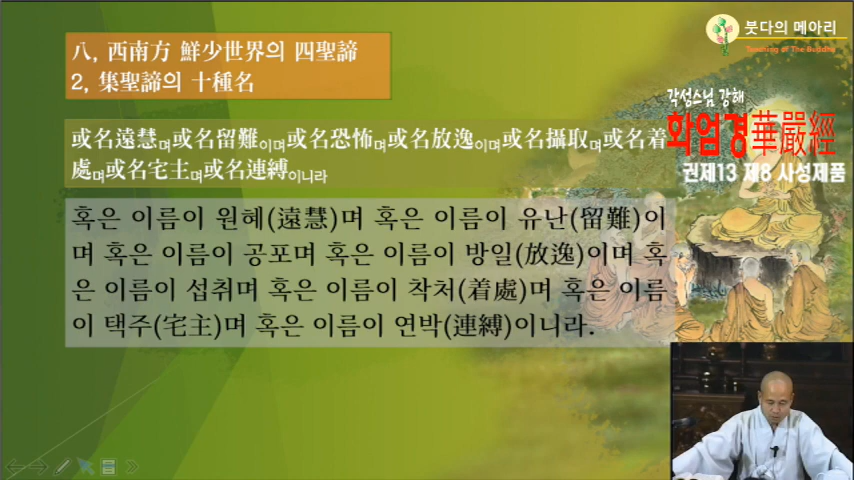 八, 西南方 鮮少世界의 四聖諦
2, 集聖諦의 十種名
붓다의 메아리
Teaching of The Buddha
각성스님 강해
화엄경華嚴經
권제13 제8 사성제품
或名遠慧며或名留難이며或名恐怖며或名放逸이며或名攝取며或名着
處며或名宅主며或名連縛이니라
혹은 이름이 원혜(遠慧)며 혹은 이름이 유난(留難)이
며 혹은 이름이 공포며 혹은 이름이 방일(放逸)이며 혹
은 이름이 섭취며 혹은 이름이 착처(着處)며 혹은 이름
이 택주(宅主)며 혹은 이름이 연박(連縛)이니라.